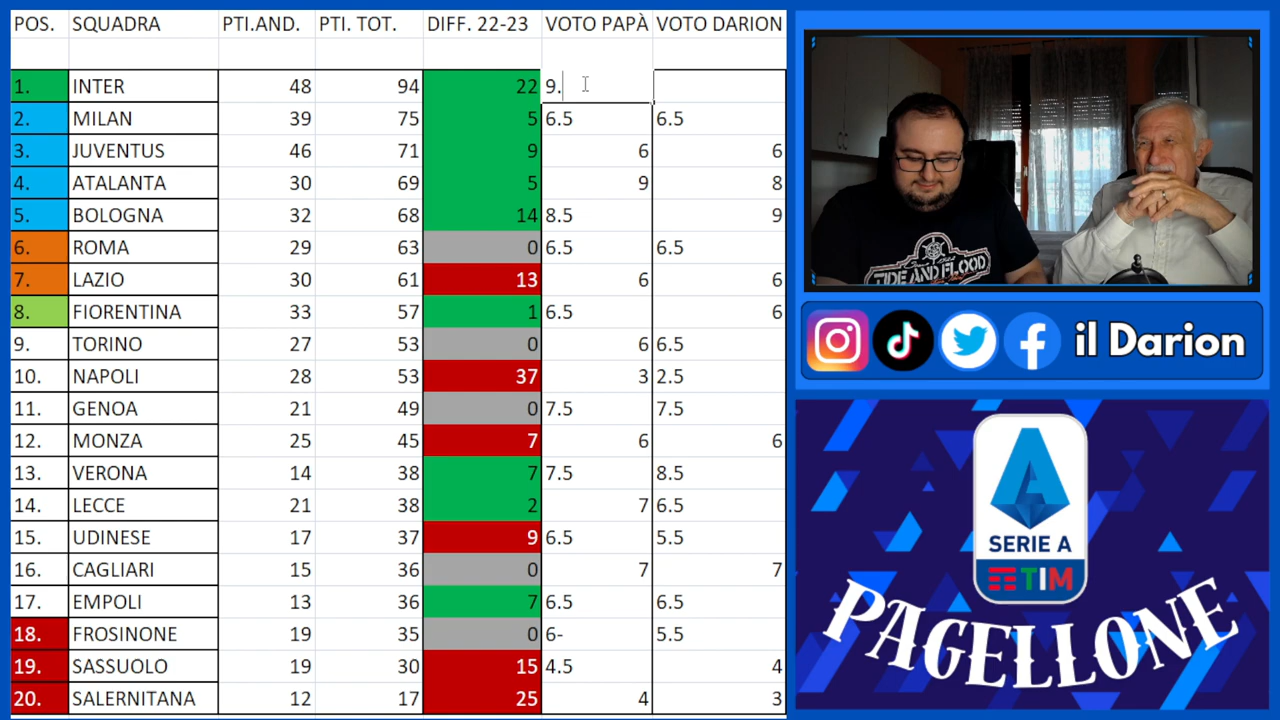 POS. SQUADRA PTI.AND. PTI. TOT. DIFF. 22-23 VOTO PAPÀ VOTO DARION
1. INTER 48 94 22 9.
2. MILAN 39 75 5 6.5 6.5
3. JUVENTUS 46 71 9 6 6
4. ATALANTA 30 69 5 9 8
5. BOLOGNA 32 68 14 8.5 9
6. ROMA 29 63 0 6.5 6.5
7. LAZIO 30 61 13 6 6
8. FIORENTINA 33 57 1 6.5 6
9. TORINO 27 53 0 6 6.5
10. NAPOLI 28 53 37 3 2.5
11. GENOA 21 49 0 7.5 7.5
12. MONZA 25 45 7 6 6
13. VERONA 14 38 7 7.5 8.5
14. LECCE 21 38 2 7 6.5
15. UDINESE 17 37 9 6.5 5.5
16. CAGLIARI 15 36 0 7 7
17. EMPOLI 13 36 7 6.5 6.5
18. FROSINONE 19 35 0 6- 5.5
19. SASSUOLO 19 30 15 4.5 4
20. SALERNITANA 12 17 25 4 3
TIDE AND FLOOD
il Darion
SERIE A
TIM
PAGELLONE